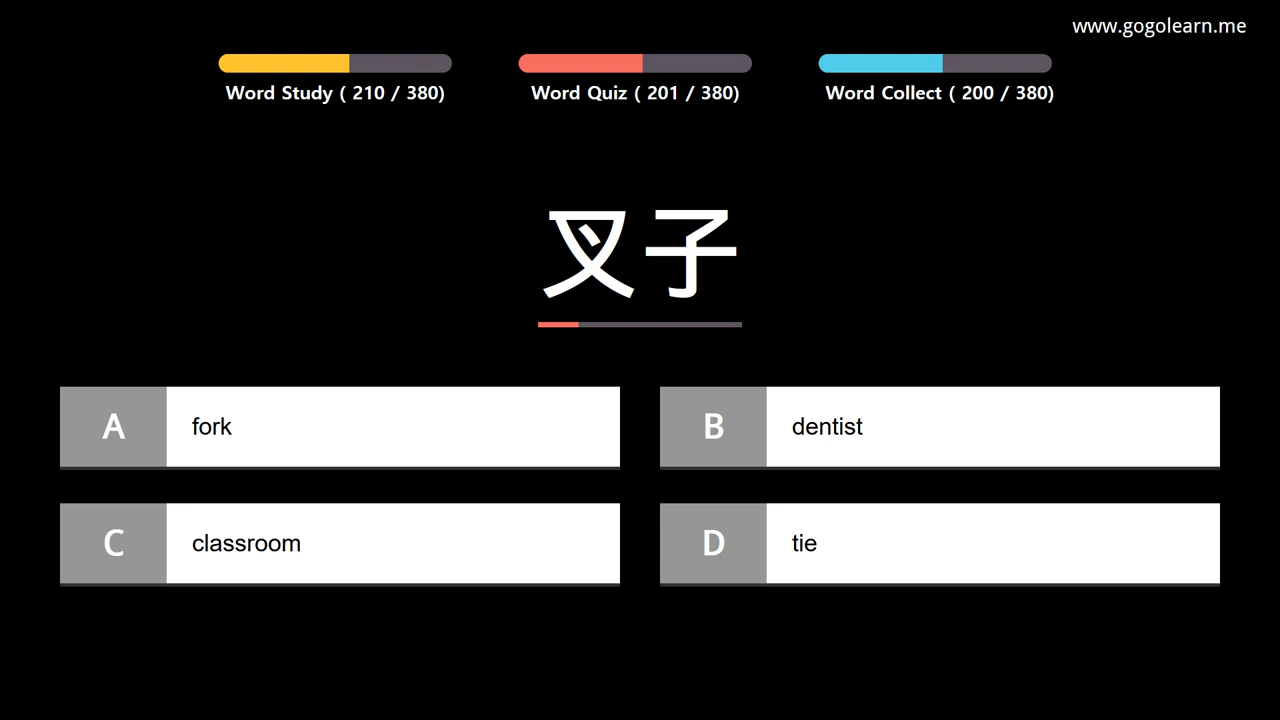 www.gogolearn.me
Word Study ( 210 / 380)
Word Quiz ( 201 / 380)
Word Collect ( 200 / 380)
叉子
A fork
B dentist
C classroom
D tie